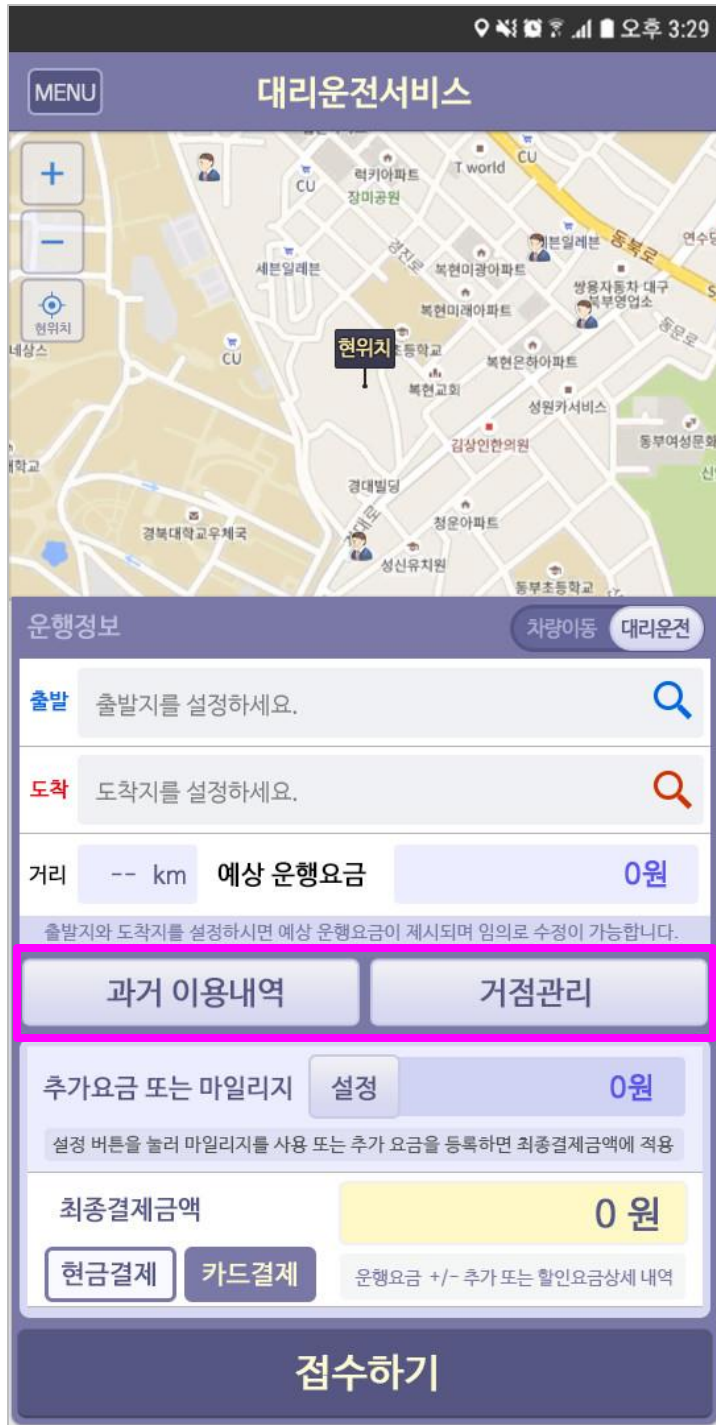 오후 3:29
MENU
대리운전서비스
CU
럭키아파트
T world
CU
장미공원
세븐일레븐
동북로
세븐일레븐
경진로
복현미광아파트
쌍용자동차 대구
북부영업소
복현미래아파트
동문로
현위치
네상스
CU
현위치
초등학교
복현은하아파트
복현교회
성원카서비스
김상인한의원
동부여성문화
경대빌딩
경북대학교우체국
청운아파트
성신유치원
동부초등학교
운행정보
차량이동 대리운전
출발 출발지를 설정하세요.
도착 도착지를 설정하세요.
거리 -- km 예상 운행요금 0원
출발지와 도착지를 설정하시면 예상 운행요금이 제시되며 임의로 수정이 가능합니다.
과거 이용내역 거점관리
추가요금 또는 마일리지 설정 0원
설정 버튼을 눌러 마일리지를 사용 또는 추가 요금을 등록하면 최종결제금액에 적용
최종결제금액 0 원
현금결제 카드결제 운행요금 +/- 추가 또는 할인요금상세 내역
접수하기